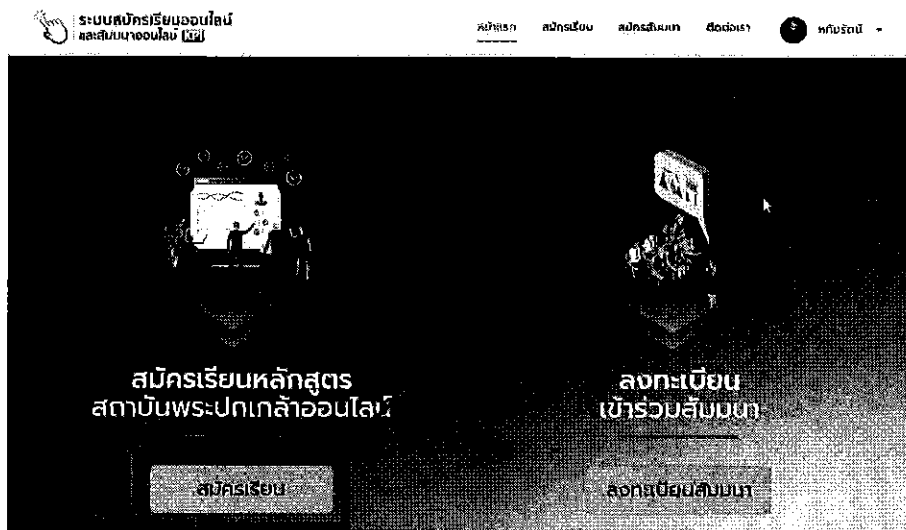 ระบบสมัครเรียนออนไลน์
และสัมมนาออนไลน์ KPI
หน้าแรก สมัครเรียน สมัครสัมมนา ติดต่อเรา
สมัครเรียนหลักสูตร
สถาบันพระปกเกล้าออนไลน์
ลงทะเบียน
เข้าร่วมสัมมนา
สมัครเรียน
ลงทะเบียนสัมมนา